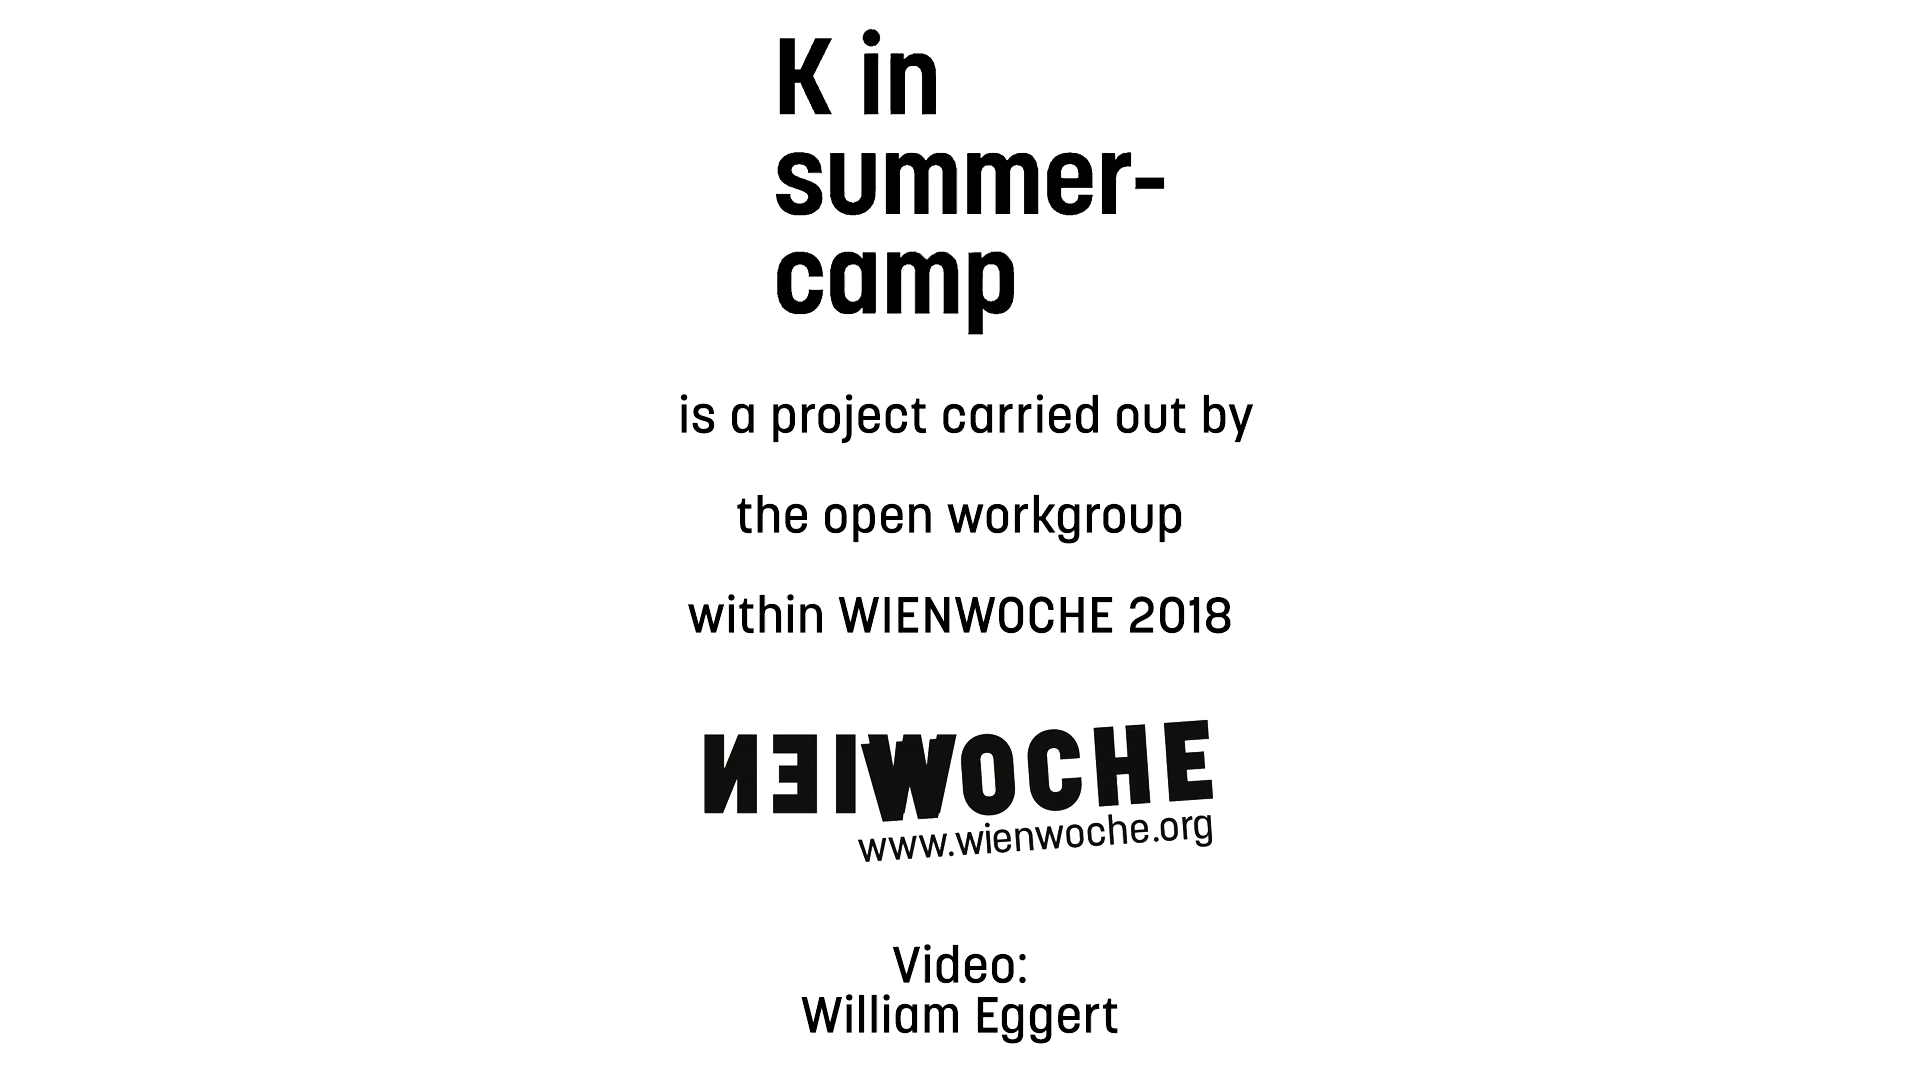 K in
summer-
camp
is a project carried out by
the open workgroup
within WIENWOCHE 2018
WIENWOCHE
www.wienwoche.org
Video:
William Eggert